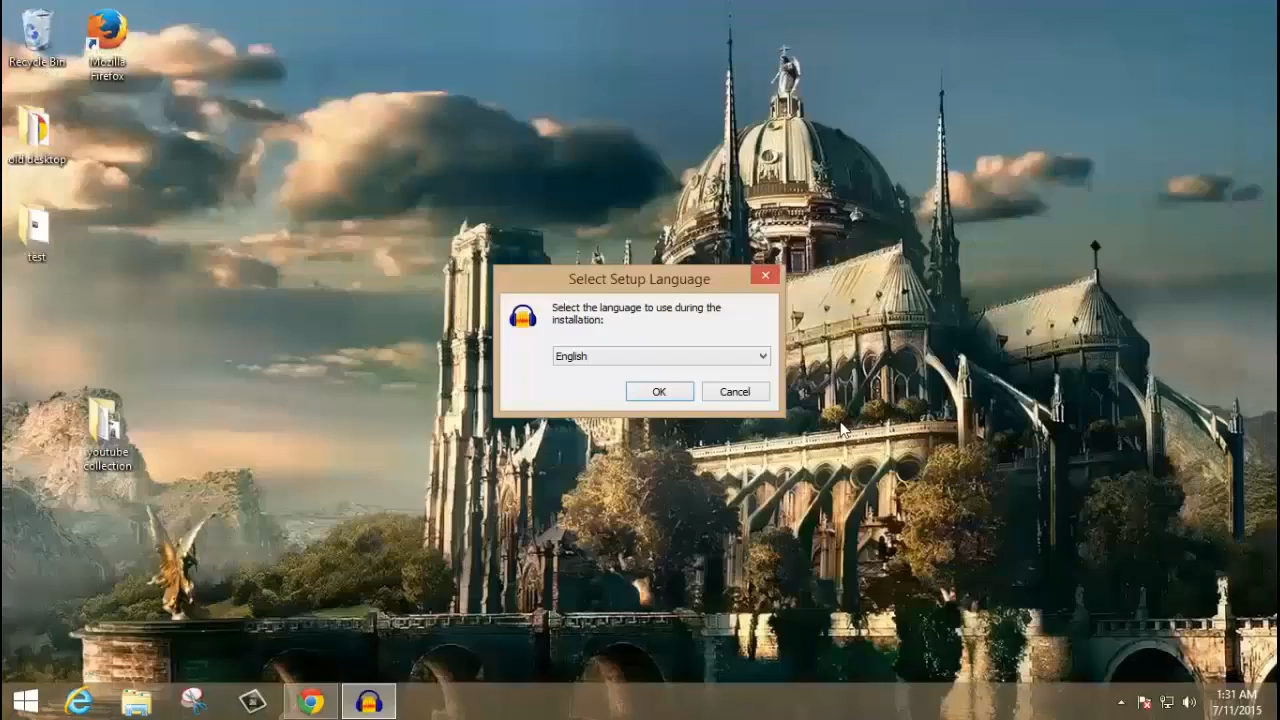 Recycle Bin
Mozilla
Firefox
old desktop
test
youtube
collection
Select Setup Language
Select the language to use during the
installation:
English
OK
Cancel
1:31 AM
7/11/2015